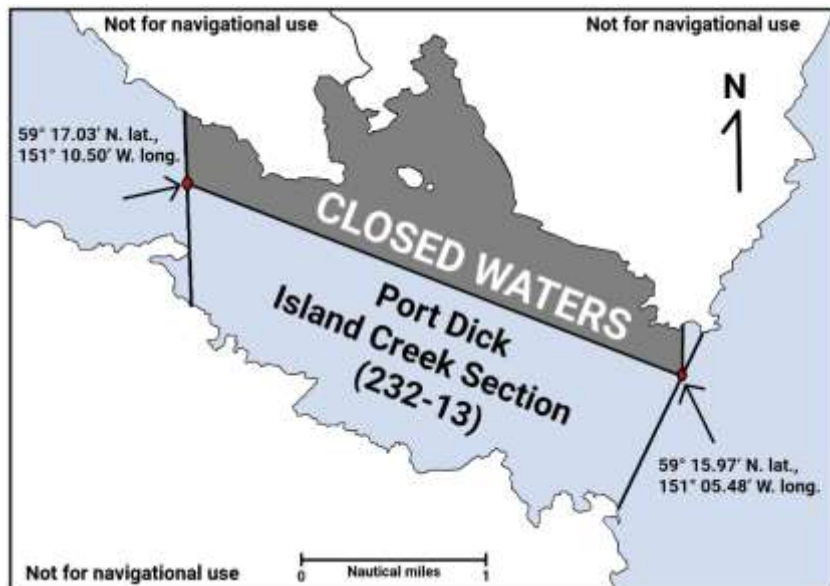 Not for navigational use
Not for navigational use
N
59° 17.03′ N. lat.,
151° 10.50′ W. long.
CLOSED WATERS
Port Dick
Island Creek Section
(232-13)
59° 15.97′ N. lat.,
151° 05.48′ W. long.
Not for navigational use
0 Nautical miles 1